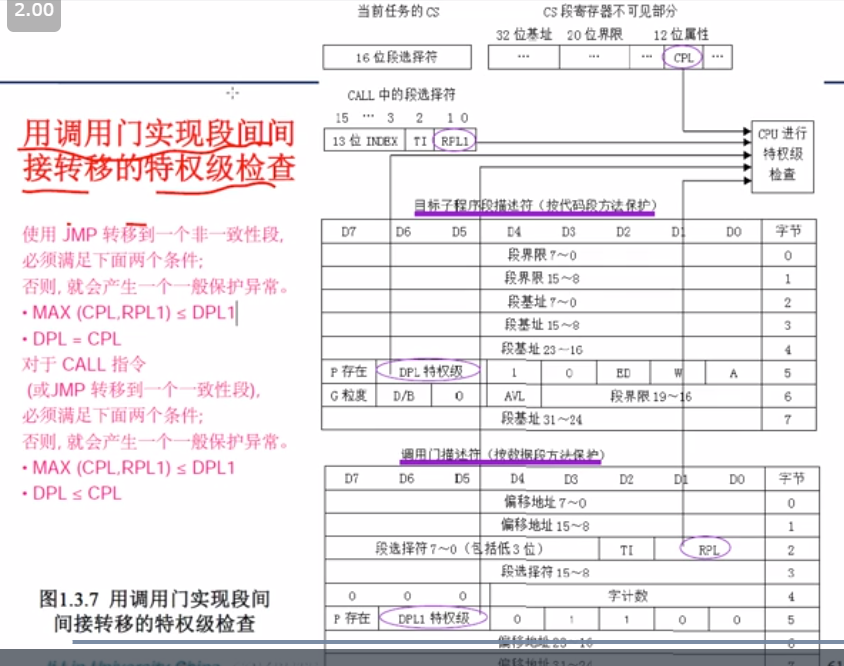 2.00
当前任务的 CS
CS 段寄存器不可见部分
32 位基址 20 位界限 12 位属性
16 位段选择符
… … … CPL …
CALL 中的段选择符
15 … 3 2 1 0
13 位 INDEX TI RPL1
CPU 进行
特权级
检查
用调用门实现段间间
接转移的特权级检查
使用 JMP 转移到一个非一致性段,
必须满足下面两个条件;
否则, 就会产生一个一般保护异常。
• MAX (CPL,RPL1) ≤ DPL1
• DPL = CPL
对于 CALL 指令
(或JMP 转移到一个一致性段),
必须满足下面两个条件;
否则, 就会产生一个一般保护异常。
• MAX (CPL,RPL1) ≤ DPL1
• DPL ≤ CPL
图1.3.7 用调用门实现段间
间接转移的特权级检查
目标子程序段描述符（按代码段方法保护）
D7 D6 D5 D4 D3 D2 D1 D0 字节
段界限 7～0 0
段界限 15～8 1
段基址 7～0 2
段基址 15～8 3
段基址 23～16 4
P 存在 DPL 特权级 1 0 ED W A 5
G 粒度 D/B 0 AVL 段界限 19～16 6
段基址 31～24 7
调用门描述符（按数据段方法保护）
D7 D6 D5 D4 D3 D2 D1 D0 字节
偏移地址 7～0 0
偏移地址 15～8 1
段选择符 7～0（包括低 3 位） TI RPL 2
段选择符 15～8 3
0 0 0 字计数 4
P 存在 DPL1 特权级 0 1 1 0 0 5
偏移地址 23～16 6